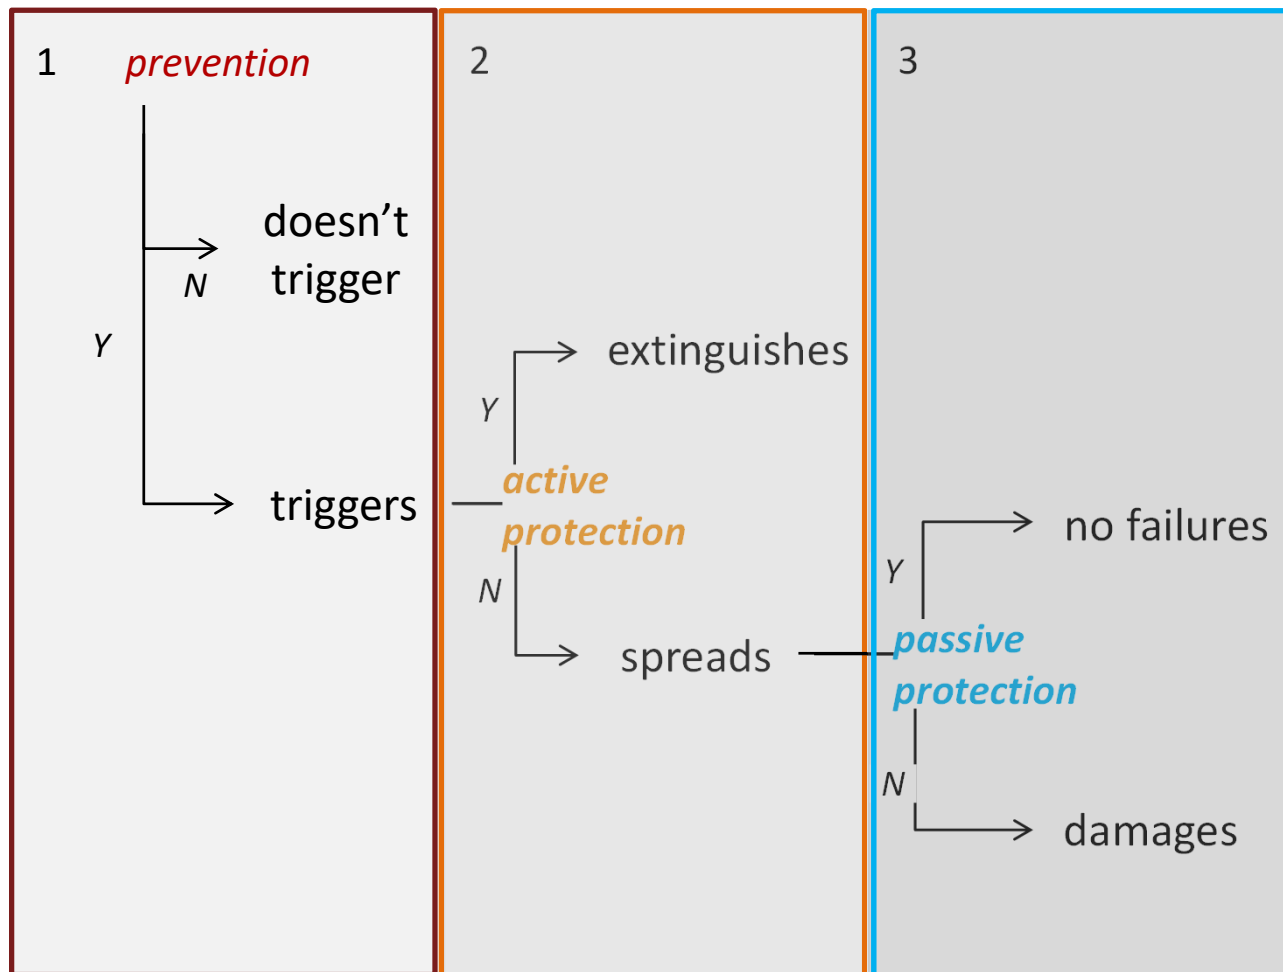 1
prevention
doesn't
trigger
N
Y
triggers
2
extinguishes
Y
active
protection
N
spreads
3
no failures
Y
passive
protection
N
damages